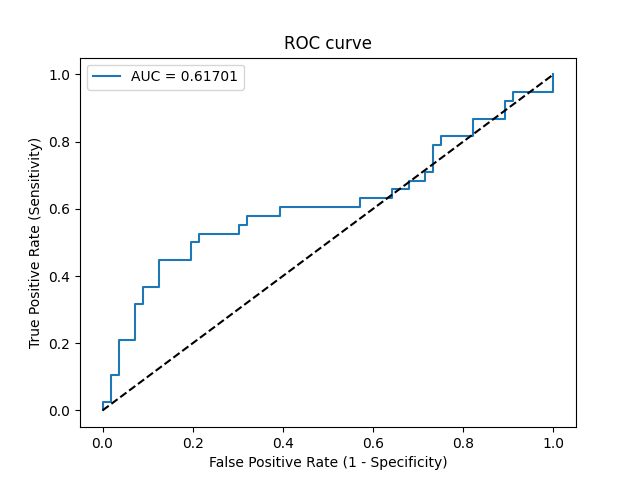 ROC curve
AUC = 0.61701
True Positive Rate (Sensitivity)
1.0
0.8
0.6
0.4
0.2
0.0
0.0 0.2 0.4 0.6 0.8 1.0
False Positive Rate (1 - Specificity)